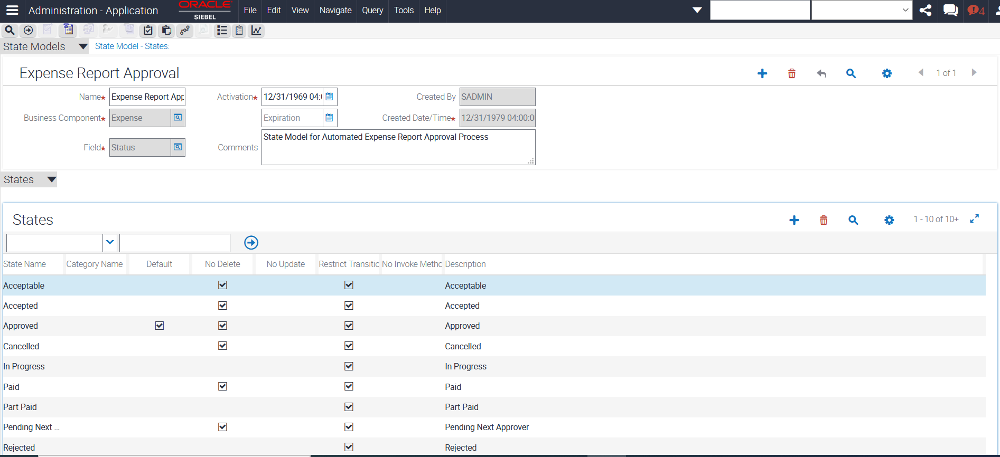 Administration - Application
ORACLE
SIEBEL
File Edit View Navigate Query Tools Help
4
State Models
State Model - States:
Expense Report Approval
1 of 1
Name★ Expense Report App Activation★ 12/31/1969 04:0 Created By SADMIN
Business Component★ Expense Expiration Created Date/Time★ 12/31/1979 04:00:0
Field★ Status Comments State Model for Automated Expense Report Approval Process
States
States
1 - 10 of 10+
State Name Category Name Default No Delete No Update Restrict Transitio No Invoke Metho Description
Acceptable Acceptable
Accepted Accepted
Approved Approved
Cancelled Cancelled
In Progress In Progress
Paid Paid
Part Paid Part Paid
Pending Next ... Pending Next Approver
Rejected Rejected